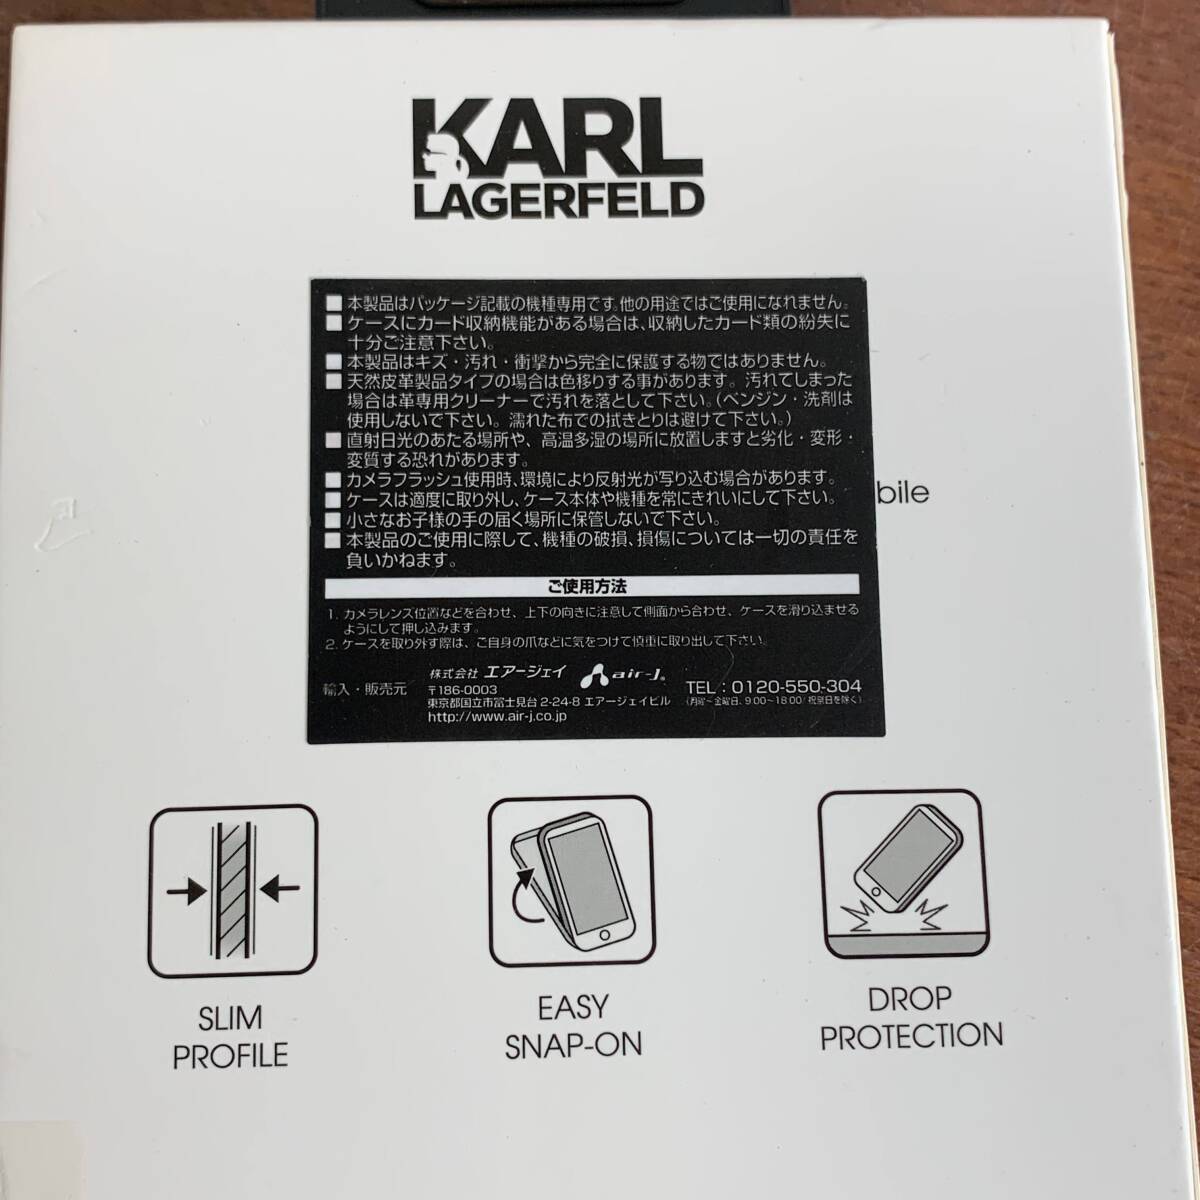 KARL
LAGERFELD
■ 本製品はパッケージ記載の機種専用です。他の用途ではご使用になれません。
■ ケースにカード収納機能がある場合は、収納したカード類の紛失に
十分ご注意下さい。
■ 本製品はキズ・汚れ・衝撃から完全に保護する物ではありません。
■ 天然皮革製品タイプの場合は色移りする事があります。汚れてしまった
場合は革専用クリーナーで汚れを落として下さい。(ベンジン・洗剤は
使用しないで下さい。濡れた布での拭きとりは避けて下さい。)
■ 直射日光のあたる場所や、高温多湿の場所に放置しますと劣化・変形・
変質する恐れがあります。
■ カメラフラッシュ使用時、環境により反射光が写り込む場合があります。
■ ケースは適度に取り外し、ケース本体や機種を常にきれいにして下さい。
■ 小さなお子様の手の届く場所に保管しないで下さい。
■ 本製品のご使用に際して、機種の破損、損傷については一切の責任を
負いかねます。
bile
ご使用方法
1. カメラレンズ位置などを合わせ、上下の向きに注意して側面から合わせ、ケースを滑り込ませる
ようにして押し込みます。
2. ケースを取り外す際は、ご自身の爪などに気をつけて慎重に取り出して下さい。
輸入・販売元
株式会社 エアージェイ
air-J®
〒186-0003
東京都国立市富士見台2-24-8 エアージェイビル
http://www.air-j.co.jp
TEL：0120-550-304
(月曜～金曜日、9:00～18:00/祝祭日を除く)
SLIM
PROFILE
EASY
SNAP-ON
DROP
PROTECTION